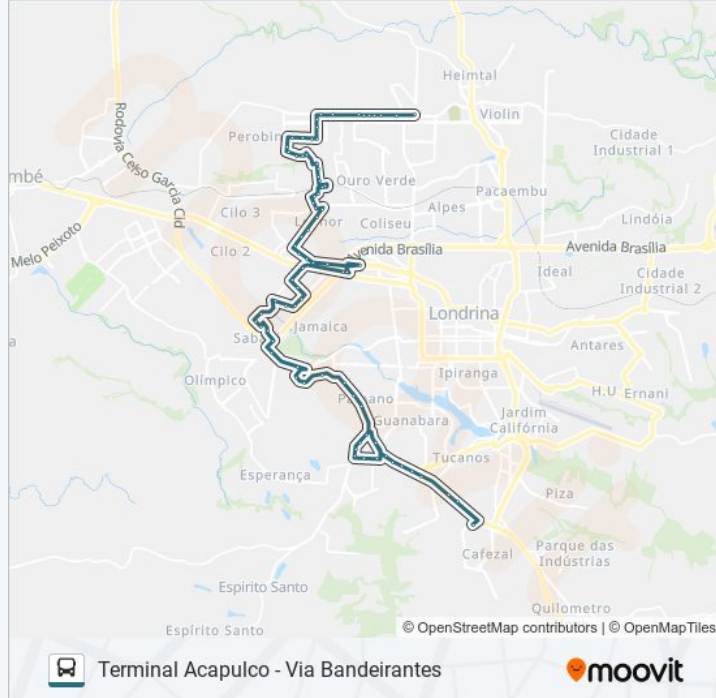 Heimtal
Violin
Perobin
Cidade
Industrial 1
Rodovia Celso Garcia Cid
mbé
Ouro Verde
Pacaembu
Cilo 3
Alpes
Lindóia
Coliseu
Melo Peixoto
Cilo 2
Avenida Brasília
Avenida Brasília
Ideal
Cidade
Industrial 2
Londrina
Jamaica
Sab
Antares
a
Olímpico
Ipiranga
H.U
Ernani
Guanabara
Jardim
Califórnia
Tucanos
Esperança
Piza
Cafezal
Parque das
Indústrias
Espirito Santo
Quilometro
Espírito Santo
© OpenStreetMap contributors | © OpenMapTiles
Terminal Acapulco - Via Bandeirantes
moovit